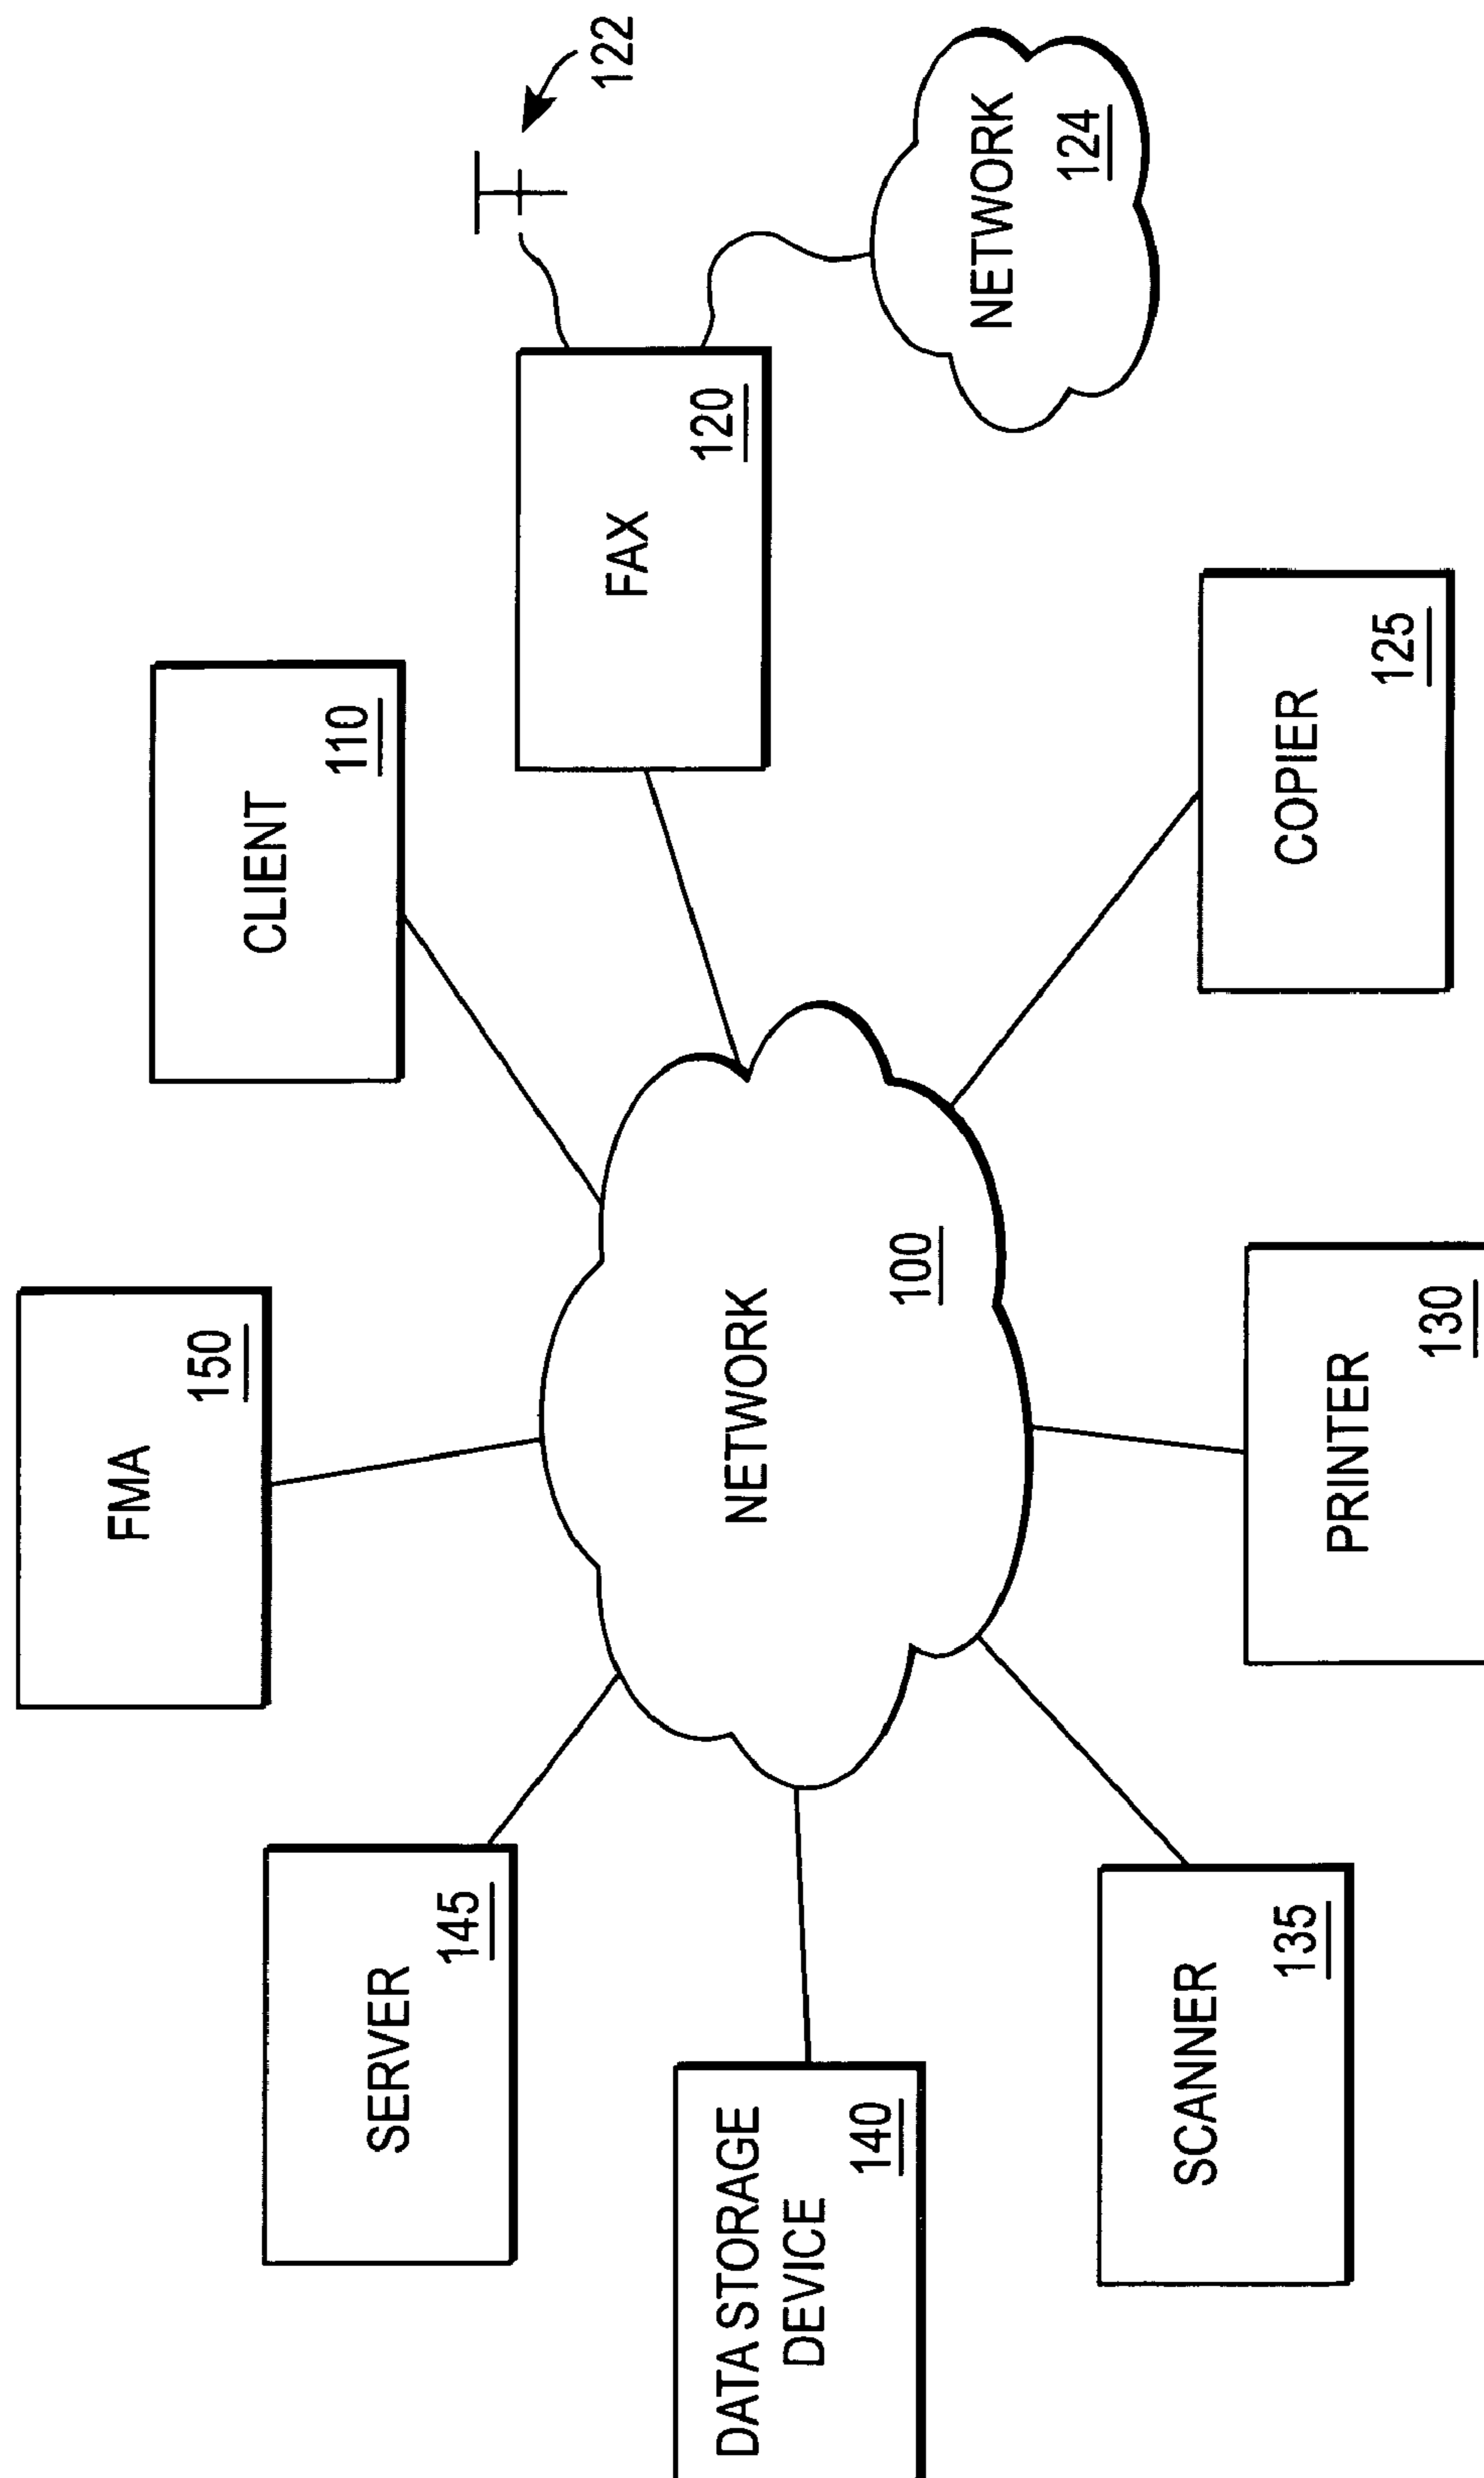 FMA
150
CLIENT
110
SERVER
145
122
FAX
120
NETWORK
100
NETWORK
124
DATA STORAGE
DEVICE
140
COPIER
125
SCANNER
135
PRINTER
130